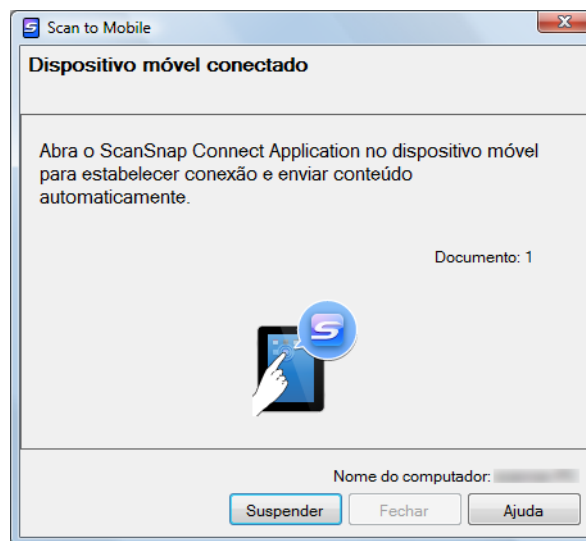 Scan to Mobile
Dispositivo móvel conectado
Abra o ScanSnap Connect Application no dispositivo móvel
para estabelecer conexão e enviar conteúdo
automaticamente.
Documento: 1
S
Nome do computador:
Suspender Fechar Ajuda